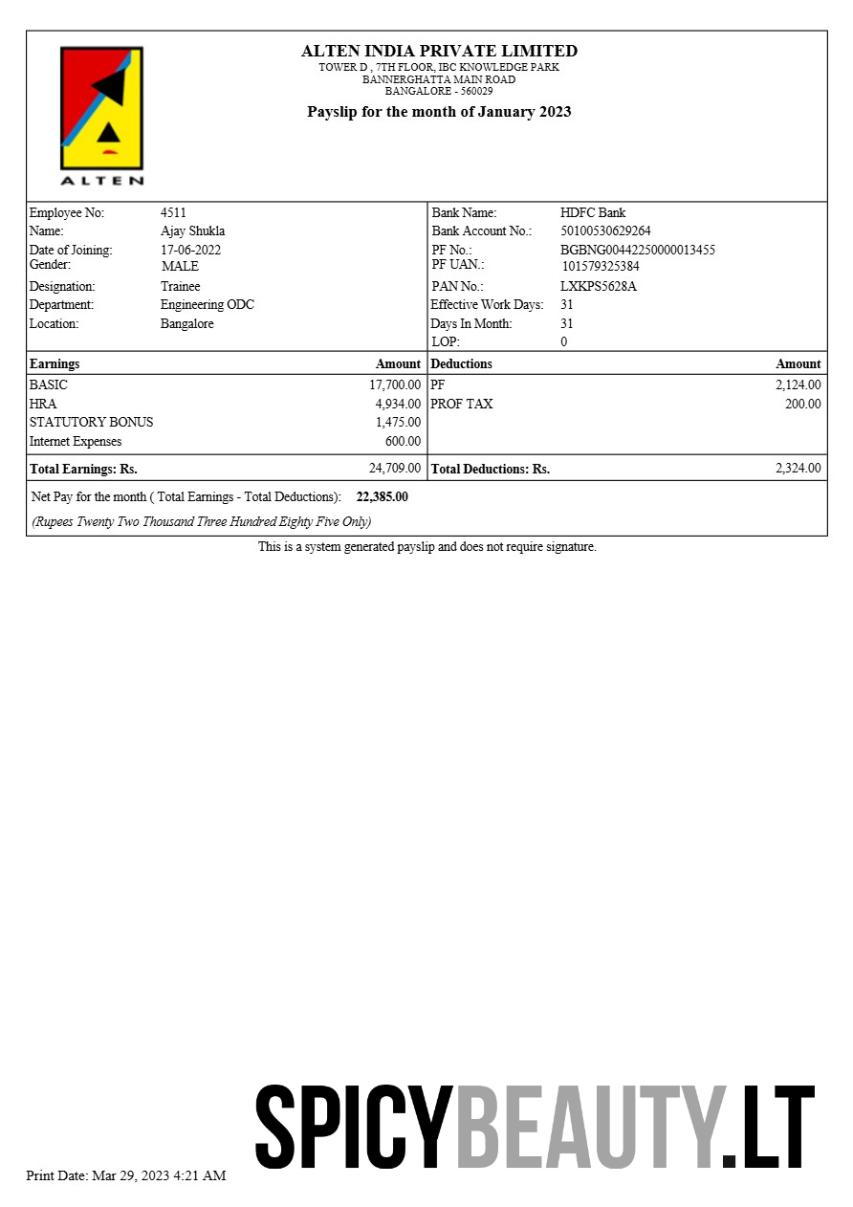 ALTEN INDIA PRIVATE LIMITED
TOWER D , 7TH FLOOR, IBC KNOWLEDGE PARK
BANNERGHATTA MAIN ROAD
BANGALORE - 560029
Payslip for the month of January 2023
ALTEN
Employee No: 4511 Bank Name: HDFC Bank
Name: Ajay Shukla Bank Account No.: 50100530629264
Date of Joining: 17-06-2022 PF No.: BGBNG00442250000013455
Gender: MALE PF UAN.: 101579325384
Designation: Trainee PAN No.: LXKPS5628A
Department: Engineering ODC Effective Work Days: 31
Location: Bangalore Days In Month: 31
LOP: 0
Earnings Amount Deductions Amount
BASIC 17,700.00 PF 2,124.00
HRA 4,934.00 PROF TAX 200.00
STATUTORY BONUS 1,475.00
Internet Expenses 600.00
Total Earnings: Rs. 24,709.00 Total Deductions: Rs. 2,324.00
Net Pay for the month ( Total Earnings - Total Deductions): 22,385.00
(Rupees Twenty Two Thousand Three Hundred Eighty Five Only)
This is a system generated payslip and does not require signature.
SPICYBEAUTY.LT
Print Date: Mar 29, 2023 4:21 AM